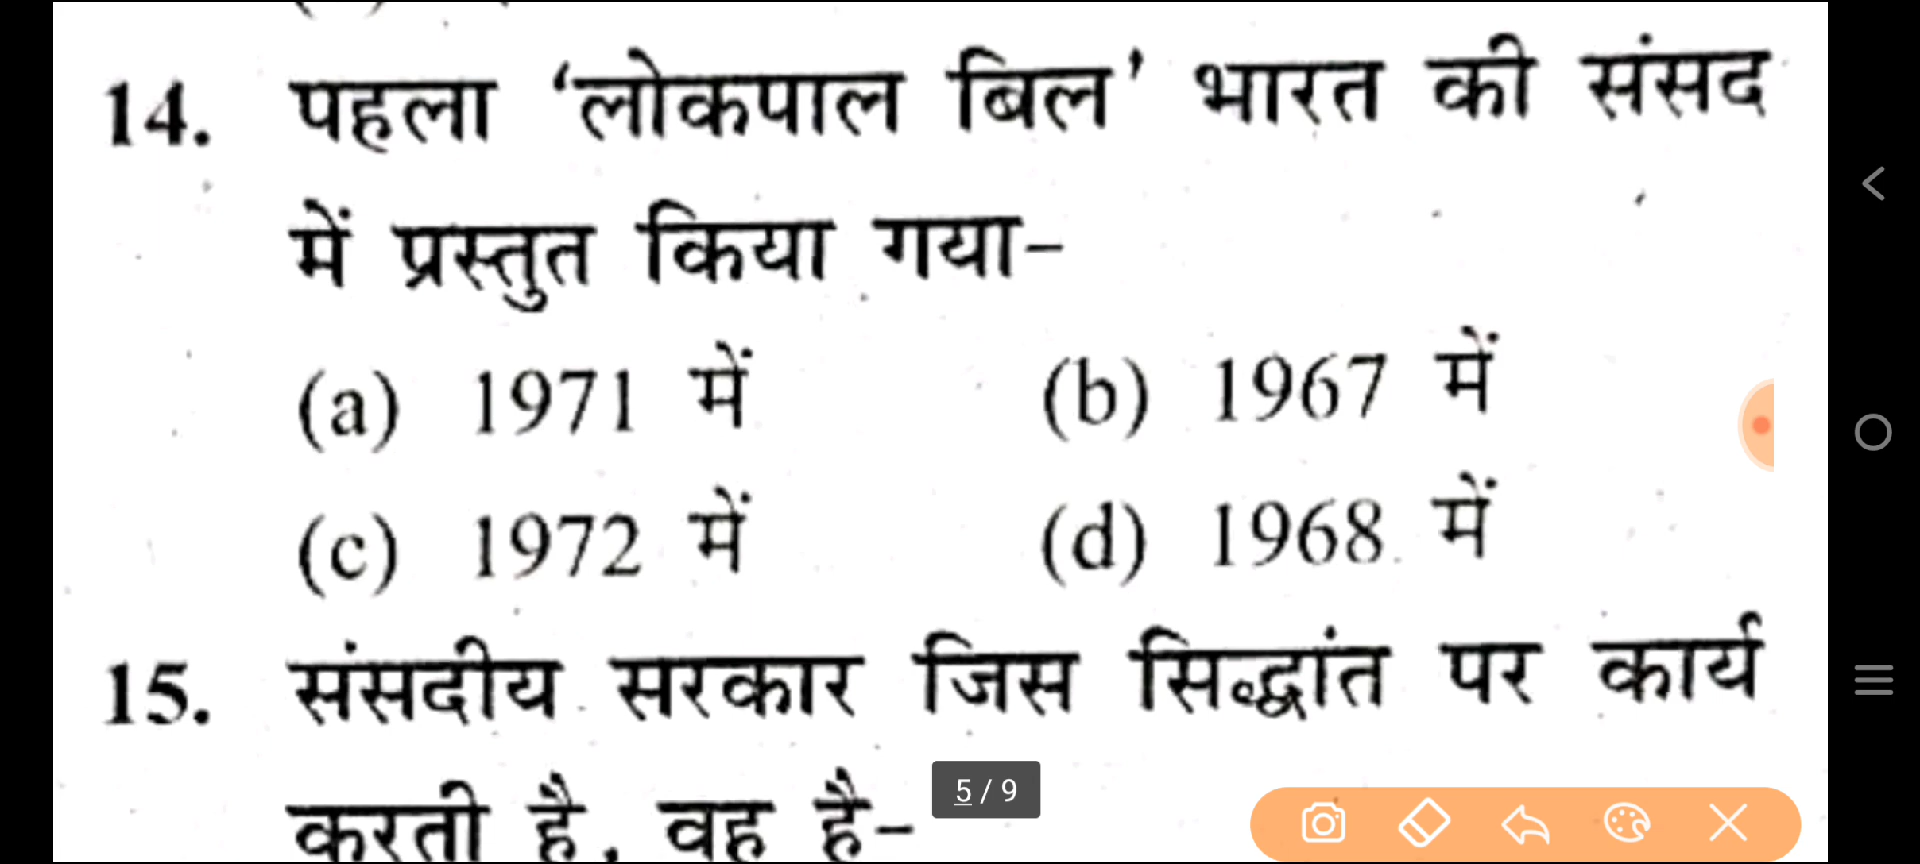 14. पहला ‘लोकपाल बिल’ भारत की संसद
में प्रस्तुत किया गया–
(a) 1971 में (b) 1967 में
(c) 1972 में (d) 1968 में
15. संसदीय सरकार जिस सिद्धांत पर कार्य
करती है, वह है–
5 / 9